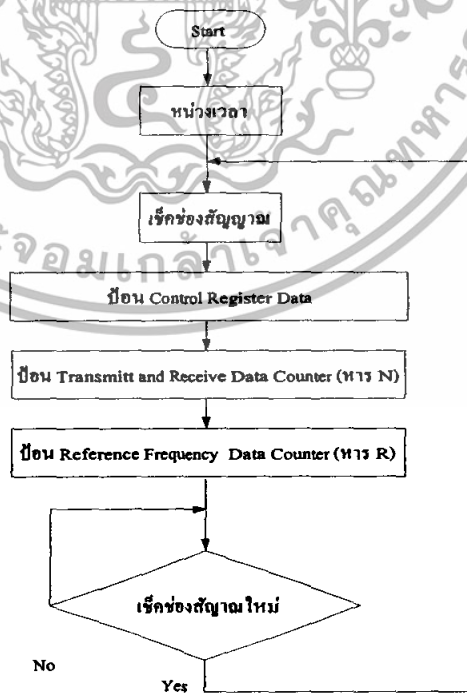 Start
หน่วงเวลา
เช็คช่องสัญญาณ
ป้อน Control Register Data
ป้อน Transmitt and Receive Data Counter (หาร N)
ป้อน Reference Frequency Data Counter (หาร R)
เช็คช่องสัญาณใหม่
No
Yes